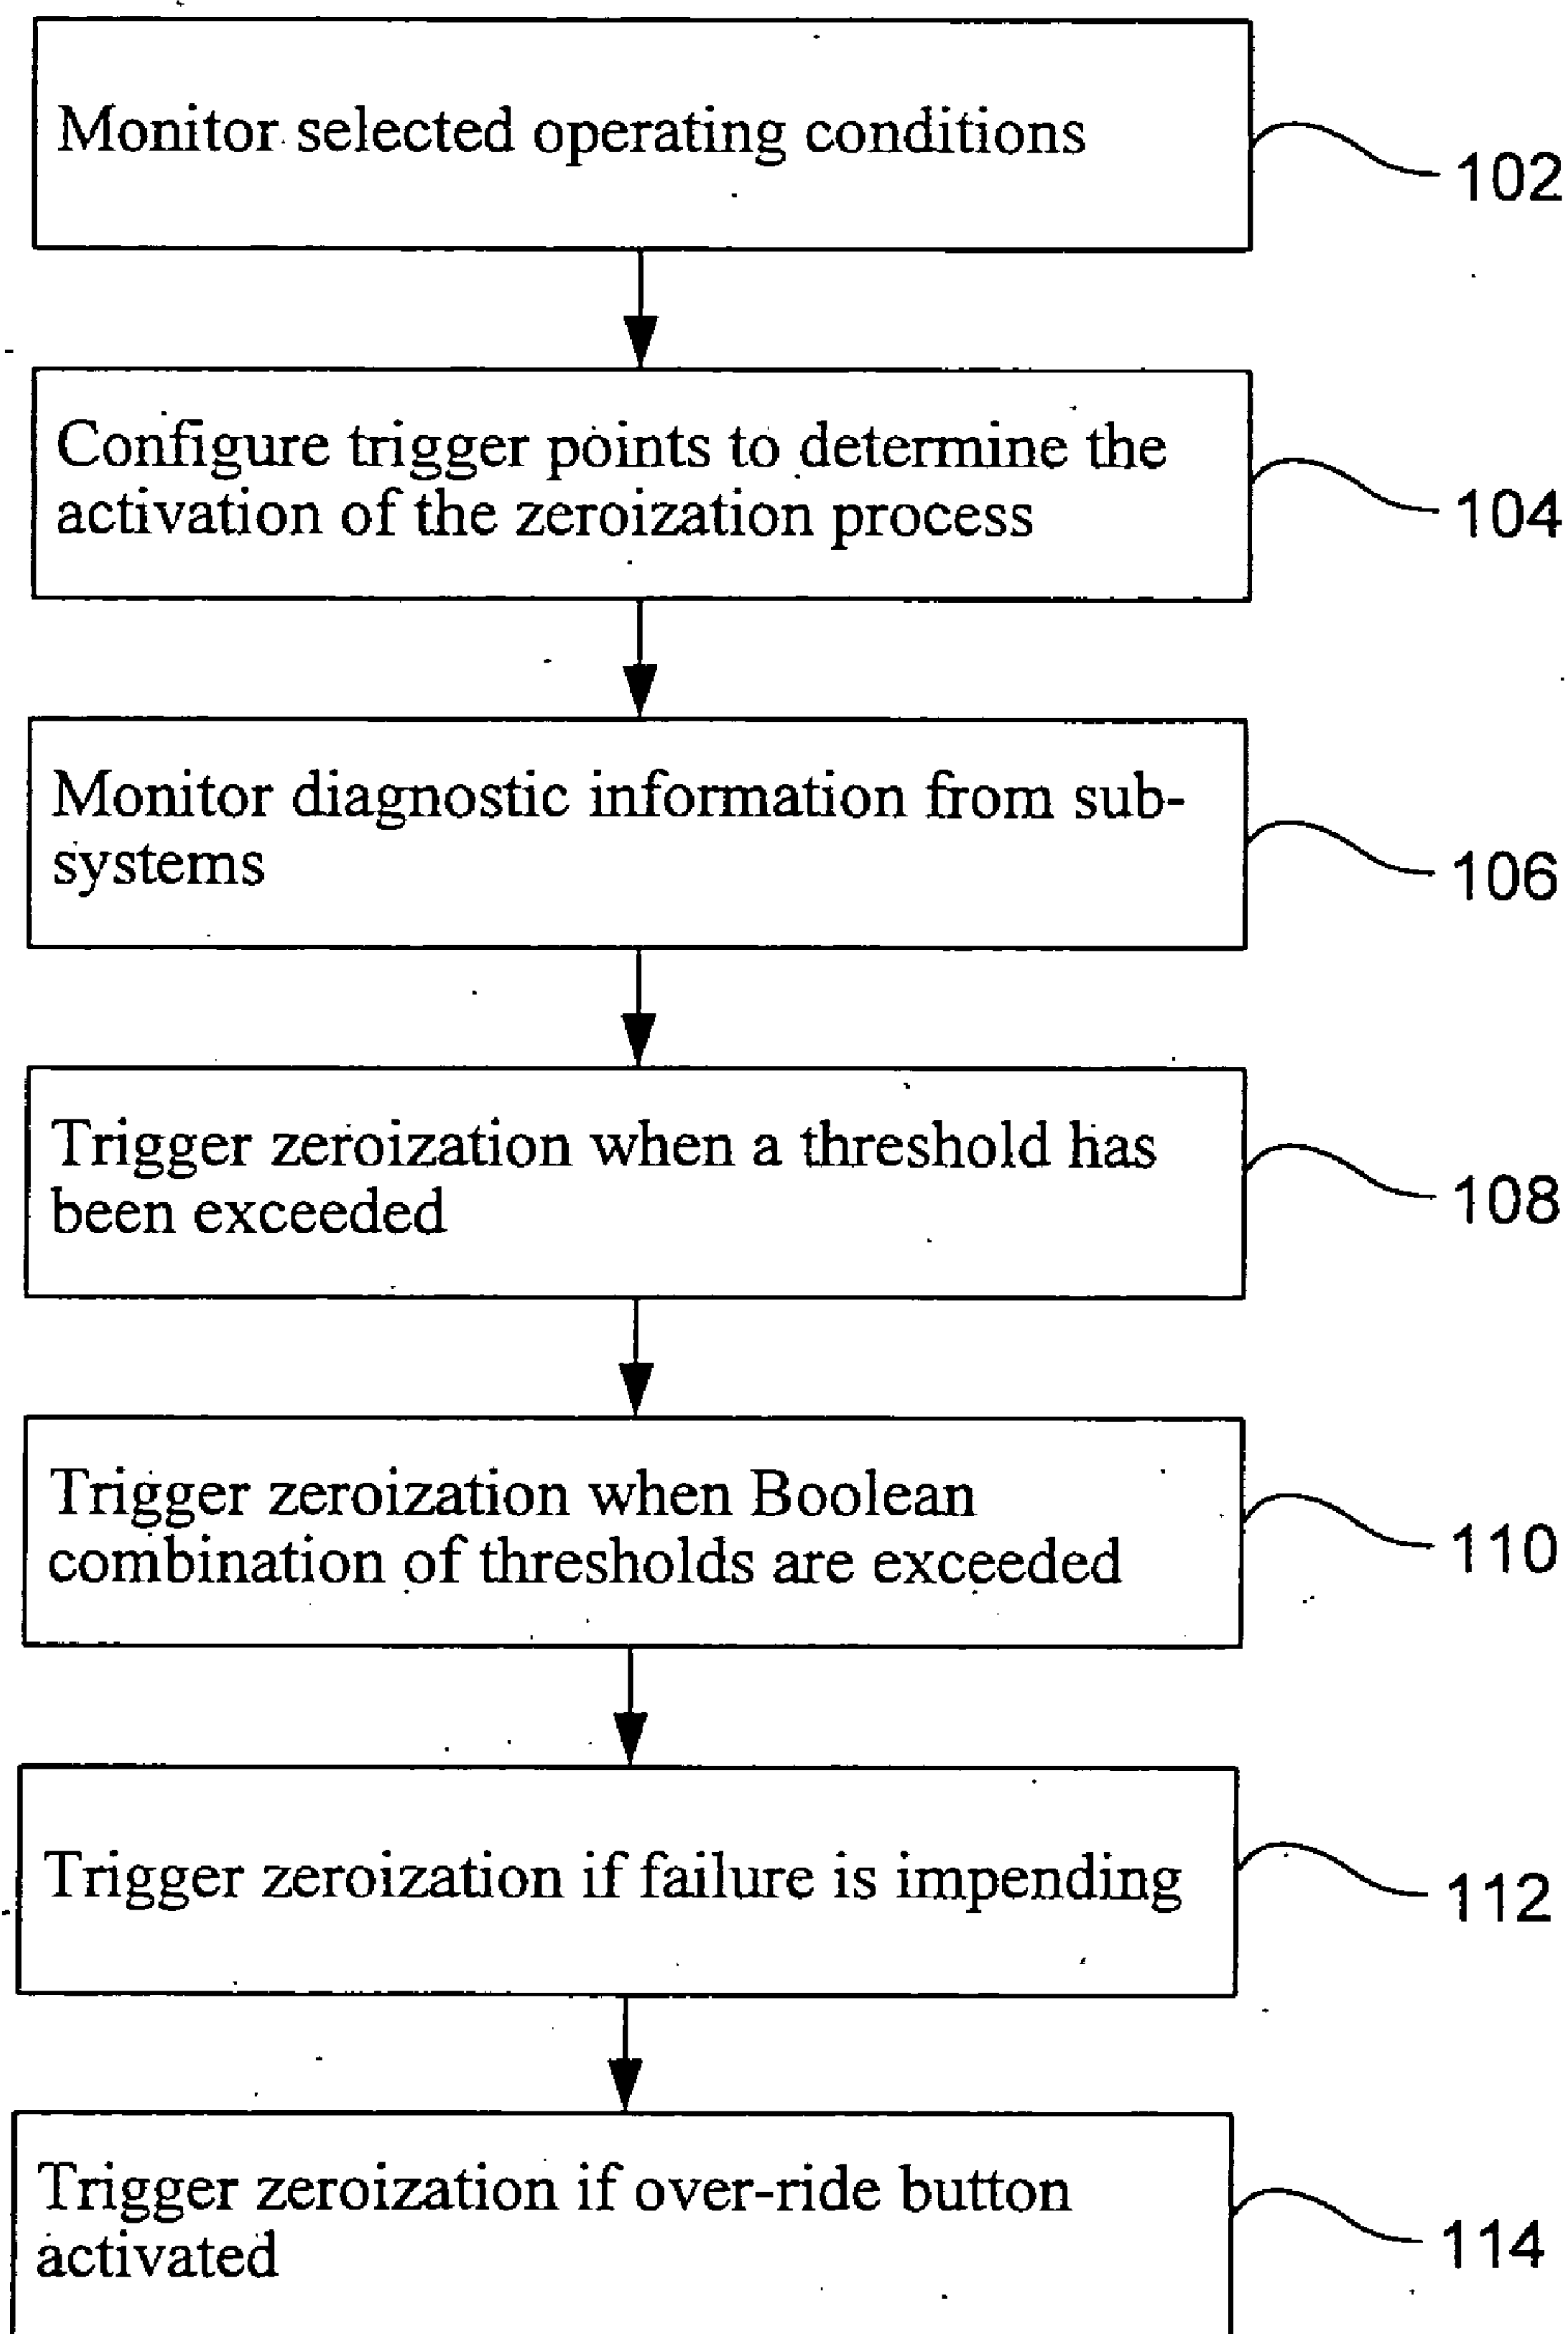 Monitor selected operating conditions
102
Configure trigger points to determine the
activation of the zeroization process
104
Monitor diagnostic information from sub-
systems
106
Trigger zeroization when a threshold has
been exceeded
108
Trigger zeroization when Boolean
combination of thresholds are exceeded
110
Trigger zeroization if failure is impending
112
Trigger zeroization if over-ride button
activated
114